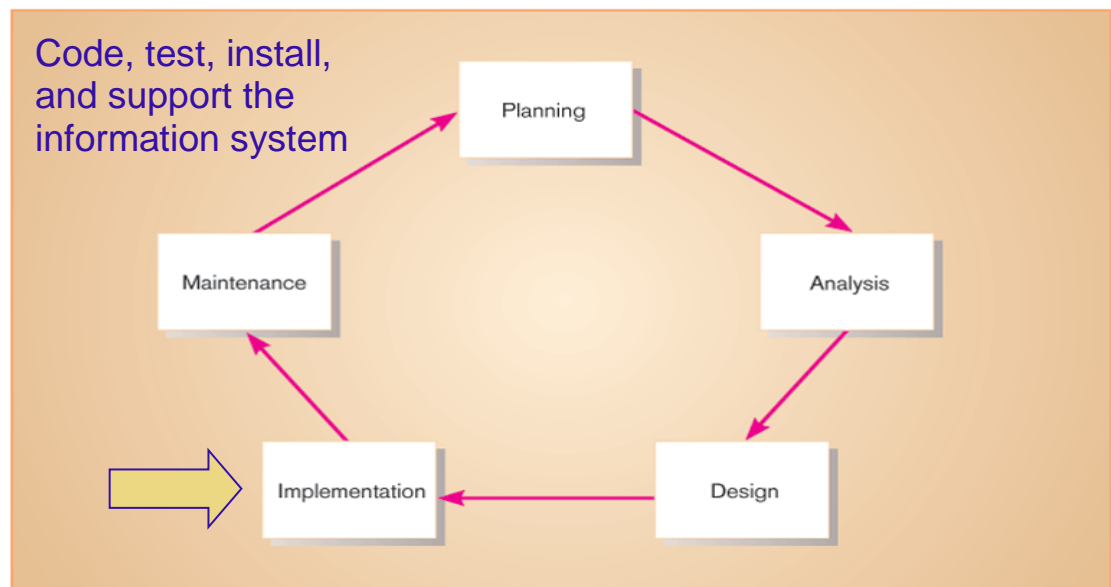 Code, test, install,
and support the
information system
Planning
Maintenance
Analysis
Implementation
Design